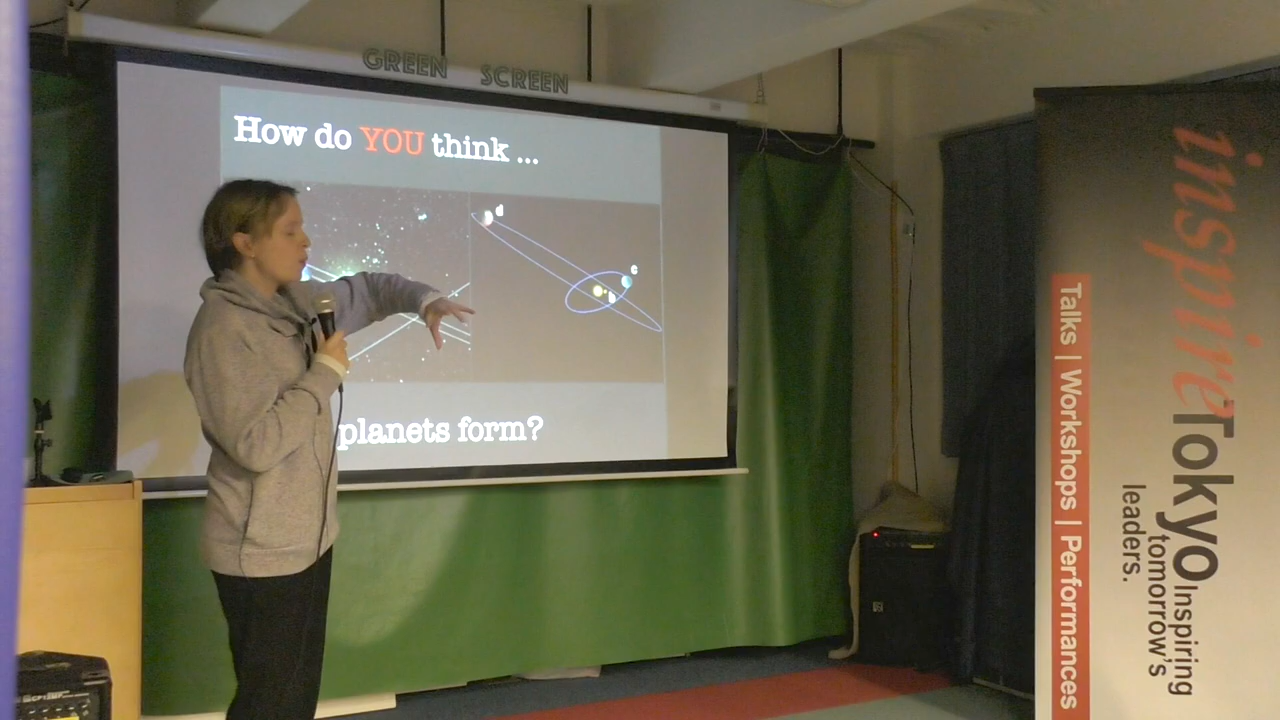 GREEN SCREEN
How do YOU think ...
d
c
b
planets form?
inspire
Tokyo
Inspiring
tomorrow's
leaders.
Talks | Workshops | Performances